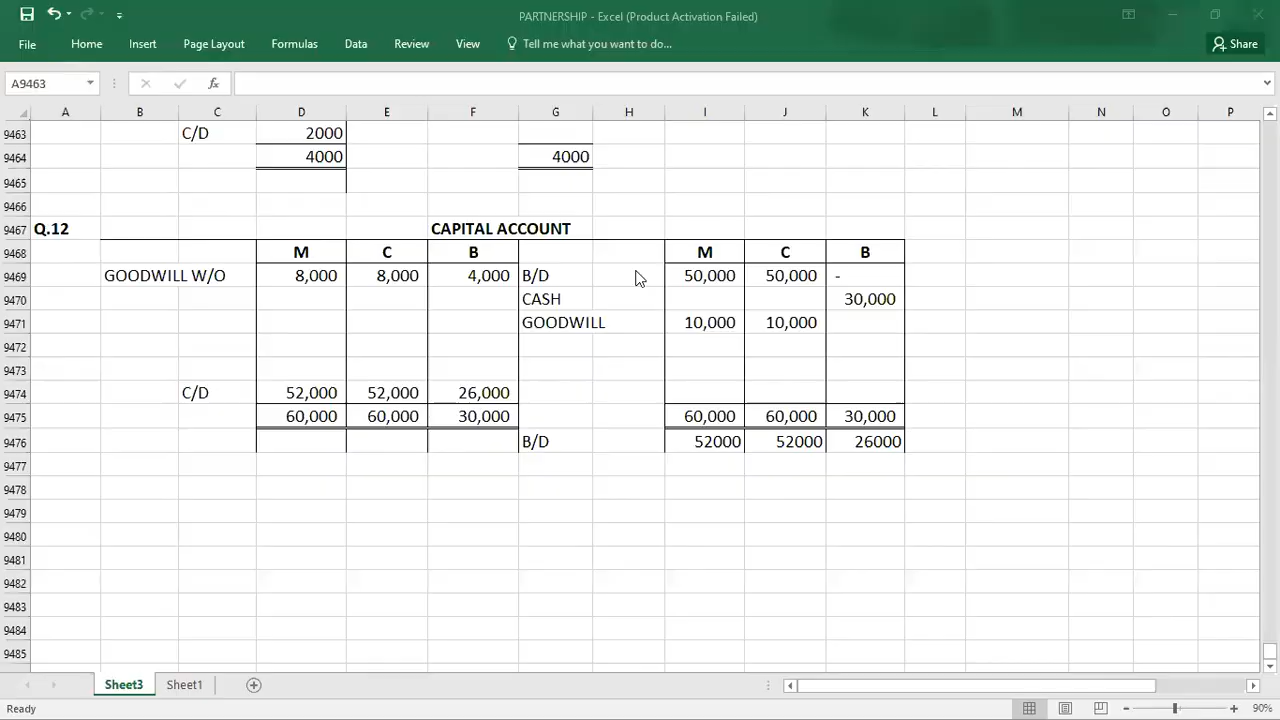 PARTNERSHIP - Excel (Product Activation Failed)
File Home Insert Page Layout Formulas Data Review View Tell me what you want to do... Share
A9463 fx
A B C D E F G H I J K L M N O P
9463 C/D 2000
9464 4000 4000
9465
9466
9467 Q.12 CAPITAL ACCOUNT
9468 M C B M C B
9469 GOODWILL W/O 8,000 8,000 4,000 B/D 50,000 50,000 -
9470 CASH 30,000
9471 GOODWILL 10,000 10,000
9472
9473
9474 C/D 52,000 52,000 26,000
9475 60,000 60,000 30,000 60,000 60,000 30,000
9476 B/D 52000 52000 26000
9477
9478
9479
9480
9481
9482
9483
9484
9485
Sheet3 Sheet1
Ready 90%